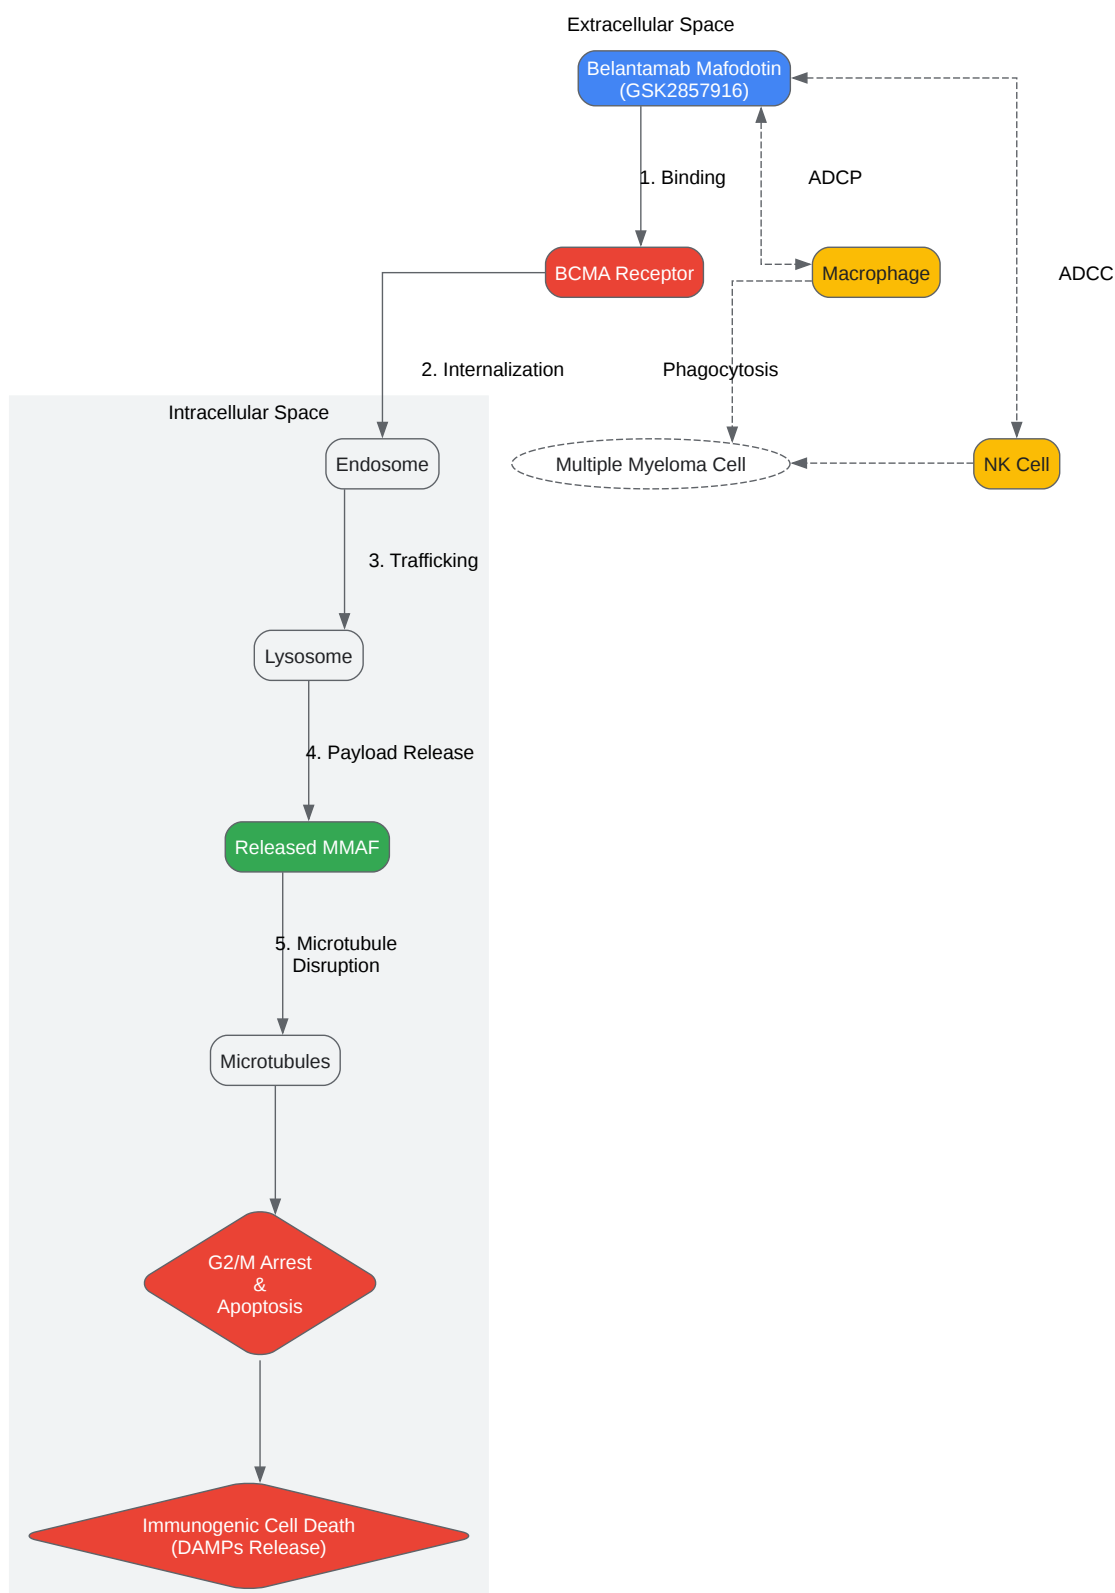 Extracellular Space
Belantamab Mafodotin
(GSK2857916)
1. Binding
ADCP
BCMA Receptor
Macrophage
ADCC
2. Internalization
Phagocytosis
Intracellular Space
Endosome
Multiple Myeloma Cell
NK Cell
3. Trafficking
Lysosome
4. Payload Release
Released MMAF
5. Microtubule
Disruption
Microtubules
G2/M Arrest
&
Apoptosis
Immunogenic Cell Death
(DAMPs Release)